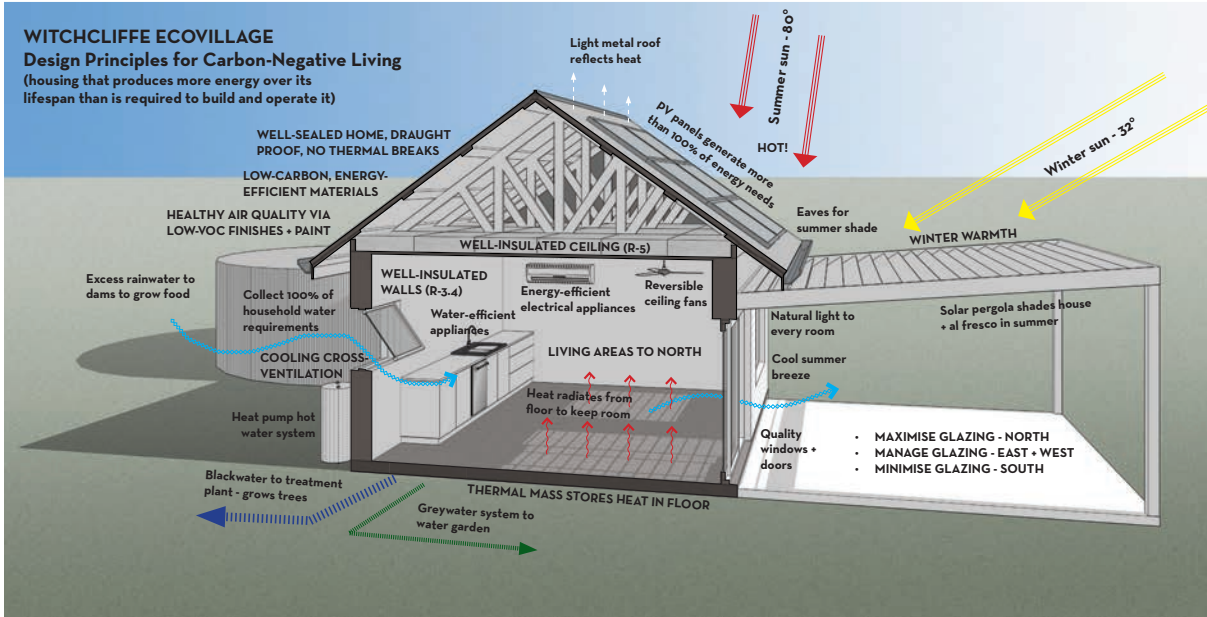 WITCHCLIFFE ECOVILLAGE
Design Principles for Carbon-Negative Living
(housing that produces more energy over its
lifespan than is required to build and operate it)
Light metal roof
reflects heat
Summer sun - 80°
HOT!
Winter sun - 32°
PV panels generate more
than 100% of energy needs
WELL-SEALED HOME, DRAUGHT
PROOF, NO THERMAL BREAKS
LOW-CARBON, ENERGY-
EFFICIENT MATERIALS
HEALTHY AIR QUALITY VIA
LOW-VOC FINISHES + PAINT
Eaves for
summer shade
WINTER WARMTH
WELL-INSULATED CEILING (R-5)
Excess rainwater to
dams to grow food
Collect 100% of
household water
requirements
WELL-INSULATED
WALLS (R-3.4)
Energy-efficient
electrical appliances
Reversible
ceiling fans
Water-efficient
appliances
Natural light to
every room
Solar pergola shades house
+ al fresco in summer
COOLING CROSS-
VENTILATION
LIVING AREAS TO NORTH
Cool summer
breeze
Heat radiates from
floor to keep room
Heat pump hot
water system
Quality
windows +
doors
• MAXIMISE GLAZING - NORTH
• MANAGE GLAZING - EAST + WEST
• MINIMISE GLAZING - SOUTH
Blackwater to treatment
plant - grows trees
THERMAL MASS STORES HEAT IN FLOOR
Greywater system to
water garden